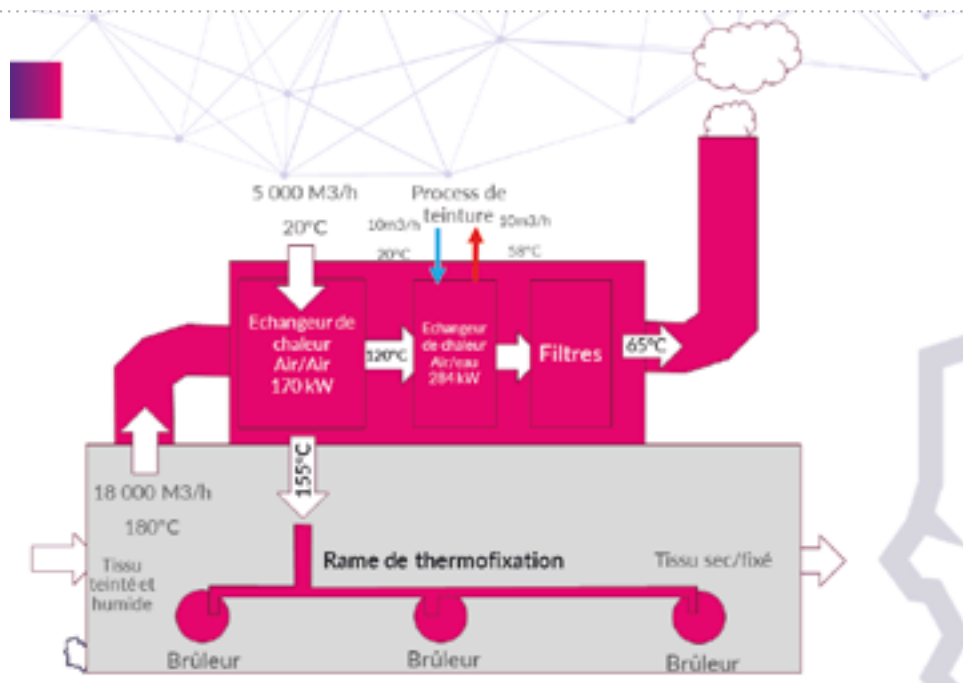 5 000 M3/h
20°C
Process de
teinture
10m3/h
20°C
10m3/h
58°C
Echangeur de
chaleur
Air/Air
170 kW
120°C
Echangeur
de chaleur
Air/eau
284 kW
Filtres
65°C
155°C
18 000 M3/h
180°C
Tissu
teinté et
humide
Rame de thermofixation
Tissu sec/fixé
Brûleur
Brûleur
Brûleur